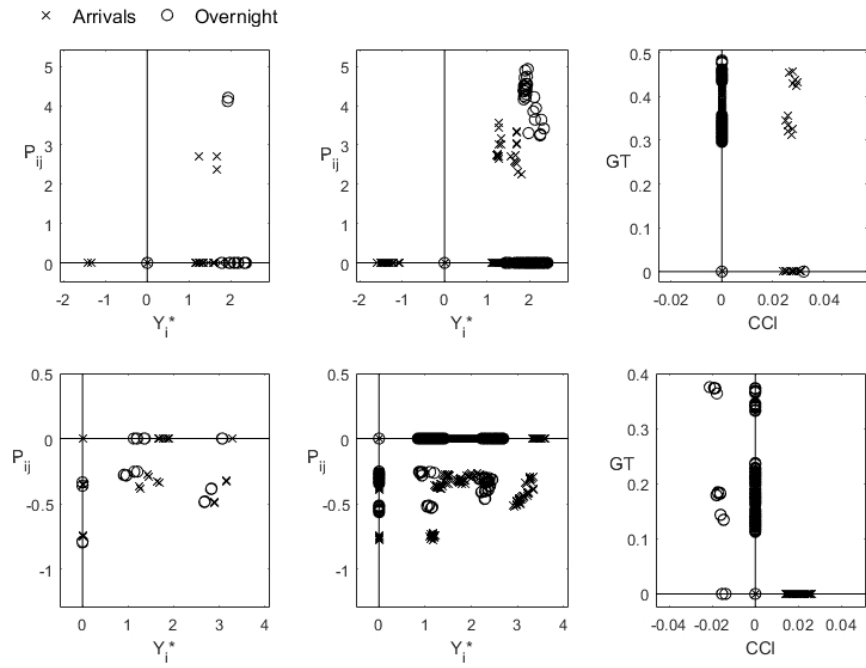 × Arrivals ○ Overnight
5
4
3
P_ij
2
1
0
-2 -1 0 1 2
Y_i*
5
4
3
P_ij
2
1
0
-2 -1 0 1 2
Y_i*
0.5
0.4
0.3
GT
0.2
0.1
0
-0.02 0 0.02 0.04
CCI
0.5
0
P_ij
-0.5
-1
0 1 2 3 4
Y_i*
0.5
0
P_ij
-0.5
-1
0 1 2 3 4
Y_i*
0.4
0.3
GT
0.2
0.1
0
-0.04 -0.02 0 0.02 0.04
CCI